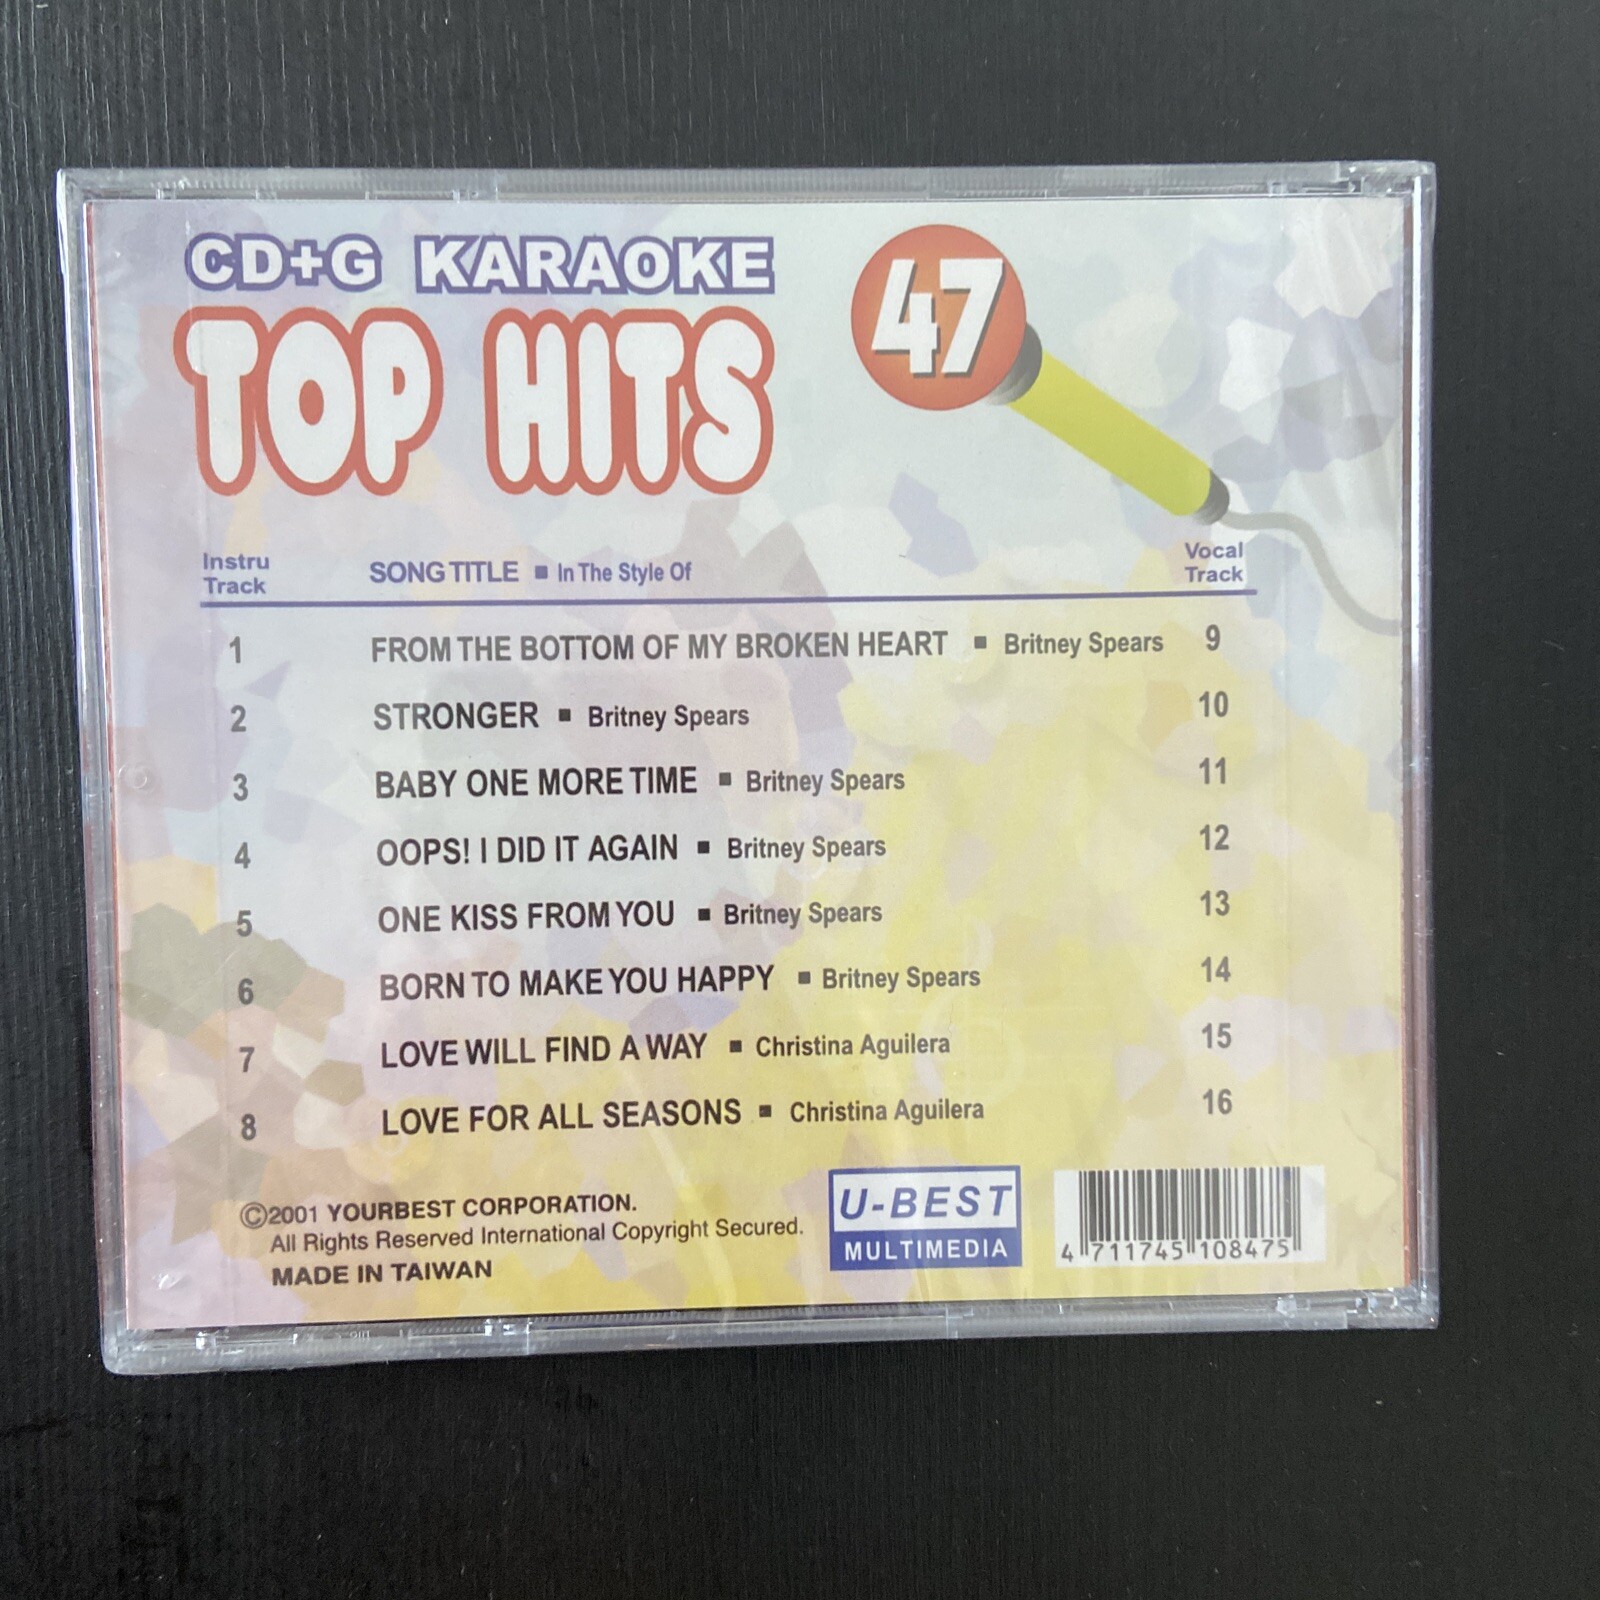 CD+G KARAOKE
TOP HITS
47
Instru Track SONG TITLE ■ In The Style Of Vocal Track
1 FROM THE BOTTOM OF MY BROKEN HEART ■ Britney Spears 9
2 STRONGER ■ Britney Spears 10
3 BABY ONE MORE TIME ■ Britney Spears 11
4 OOPS! I DID IT AGAIN ■ Britney Spears 12
5 ONE KISS FROM YOU ■ Britney Spears 13
6 BORN TO MAKE YOU HAPPY ■ Britney Spears 14
7 LOVE WILL FIND A WAY ■ Christina Aguilera 15
8 LOVE FOR ALL SEASONS ■ Christina Aguilera 16
©2001 YOURBEST CORPORATION.
All Rights Reserved International Copyright Secured.
MADE IN TAIWAN
U-BEST
MULTIMEDIA
4 711745 108475